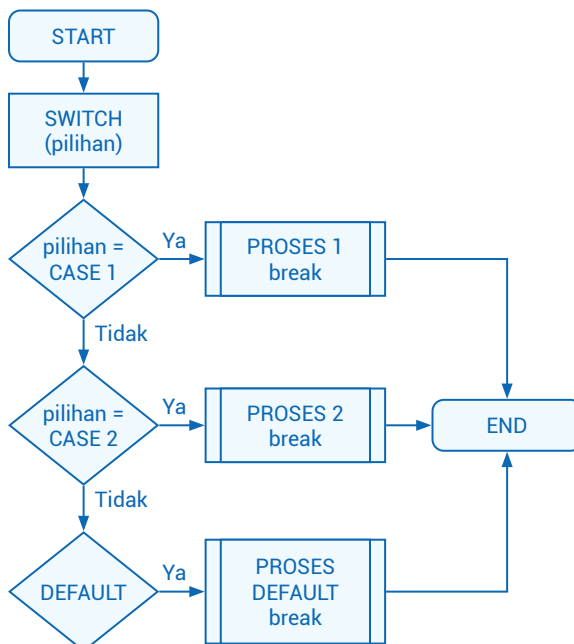 START
SWITCH
(pilihan)
pilihan =
CASE 1
Ya
PROSES 1
break
Tidak
pilihan =
CASE 2
Ya
PROSES 2
break
END
Tidak
DEFAULT
Ya
PROSES
DEFAULT
break